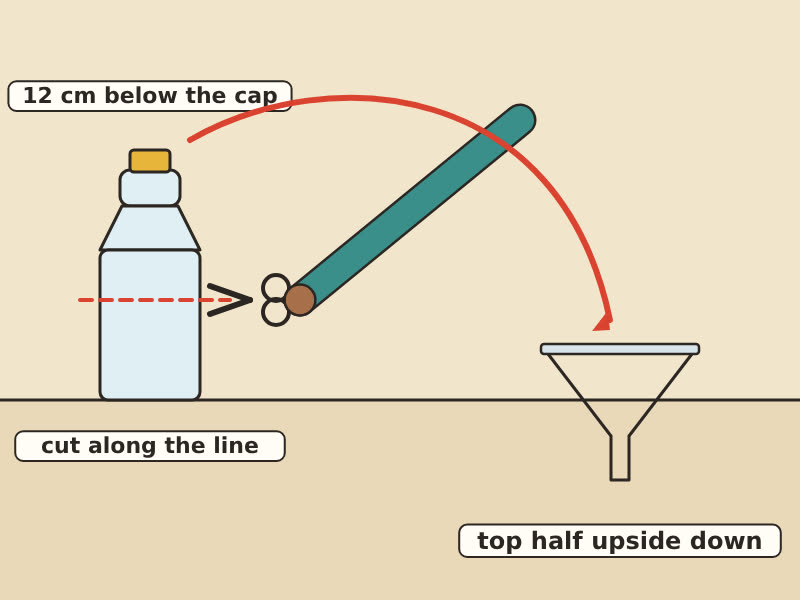 12 cm below the cap
cut along the line
top half upside down